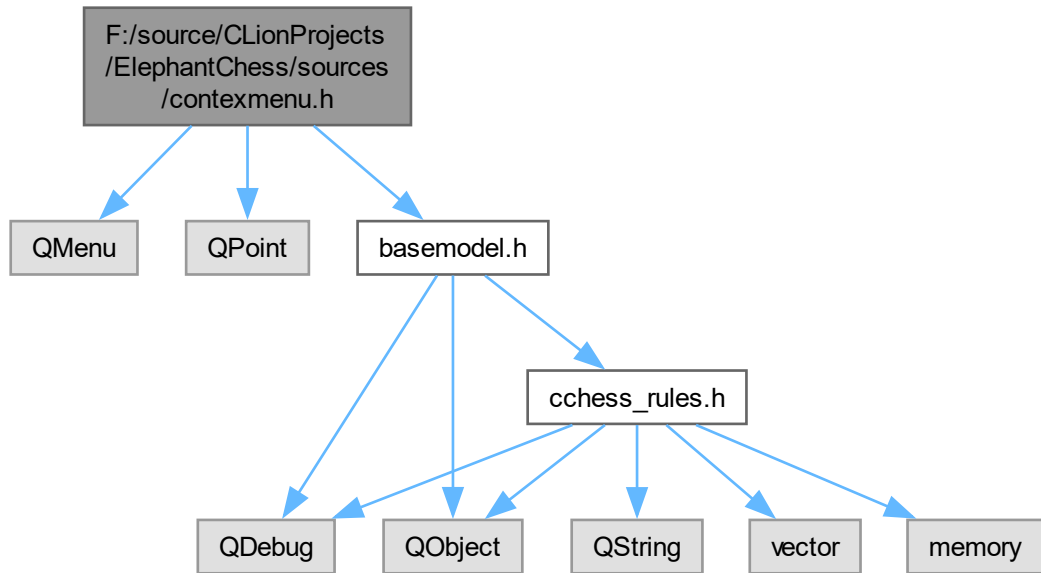 F:/source/CLionProjects
/ElephantChess/sources
/contexmenu.h
QMenu
QPoint
basemodel.h
cchess_rules.h
QDebug
QObject
QString
vector
memory